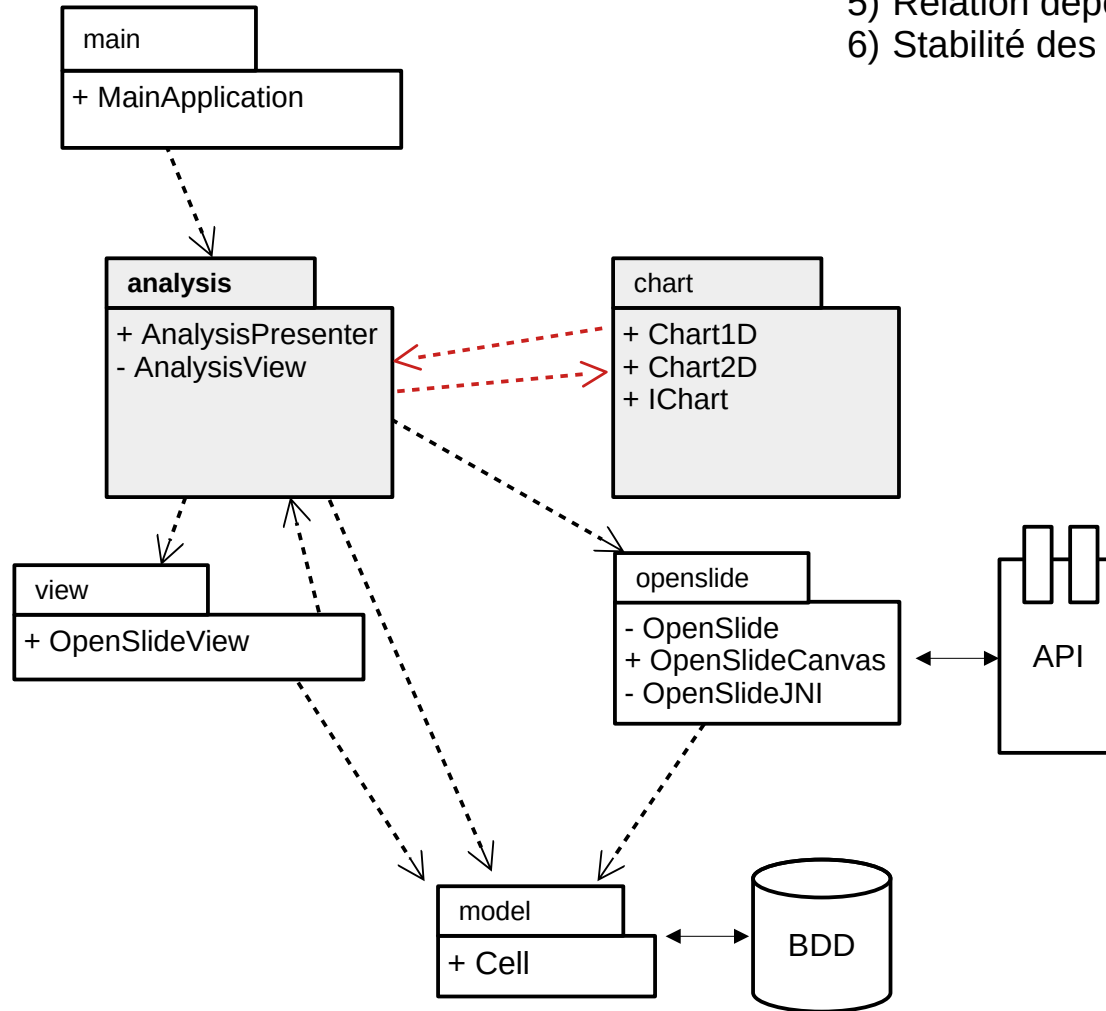 5) Relation
6) Stabilité des
main
+ MainApplication
analysis
+ AnalysisPresenter
- AnalysisView
chart
+ Chart1D
+ Chart2D
+ IChart
view
+ OpenSlideView
openslide
- OpenSlide
+ OpenSlideCanvas
- OpenSlideJNI
API
model
+ Cell
BDD